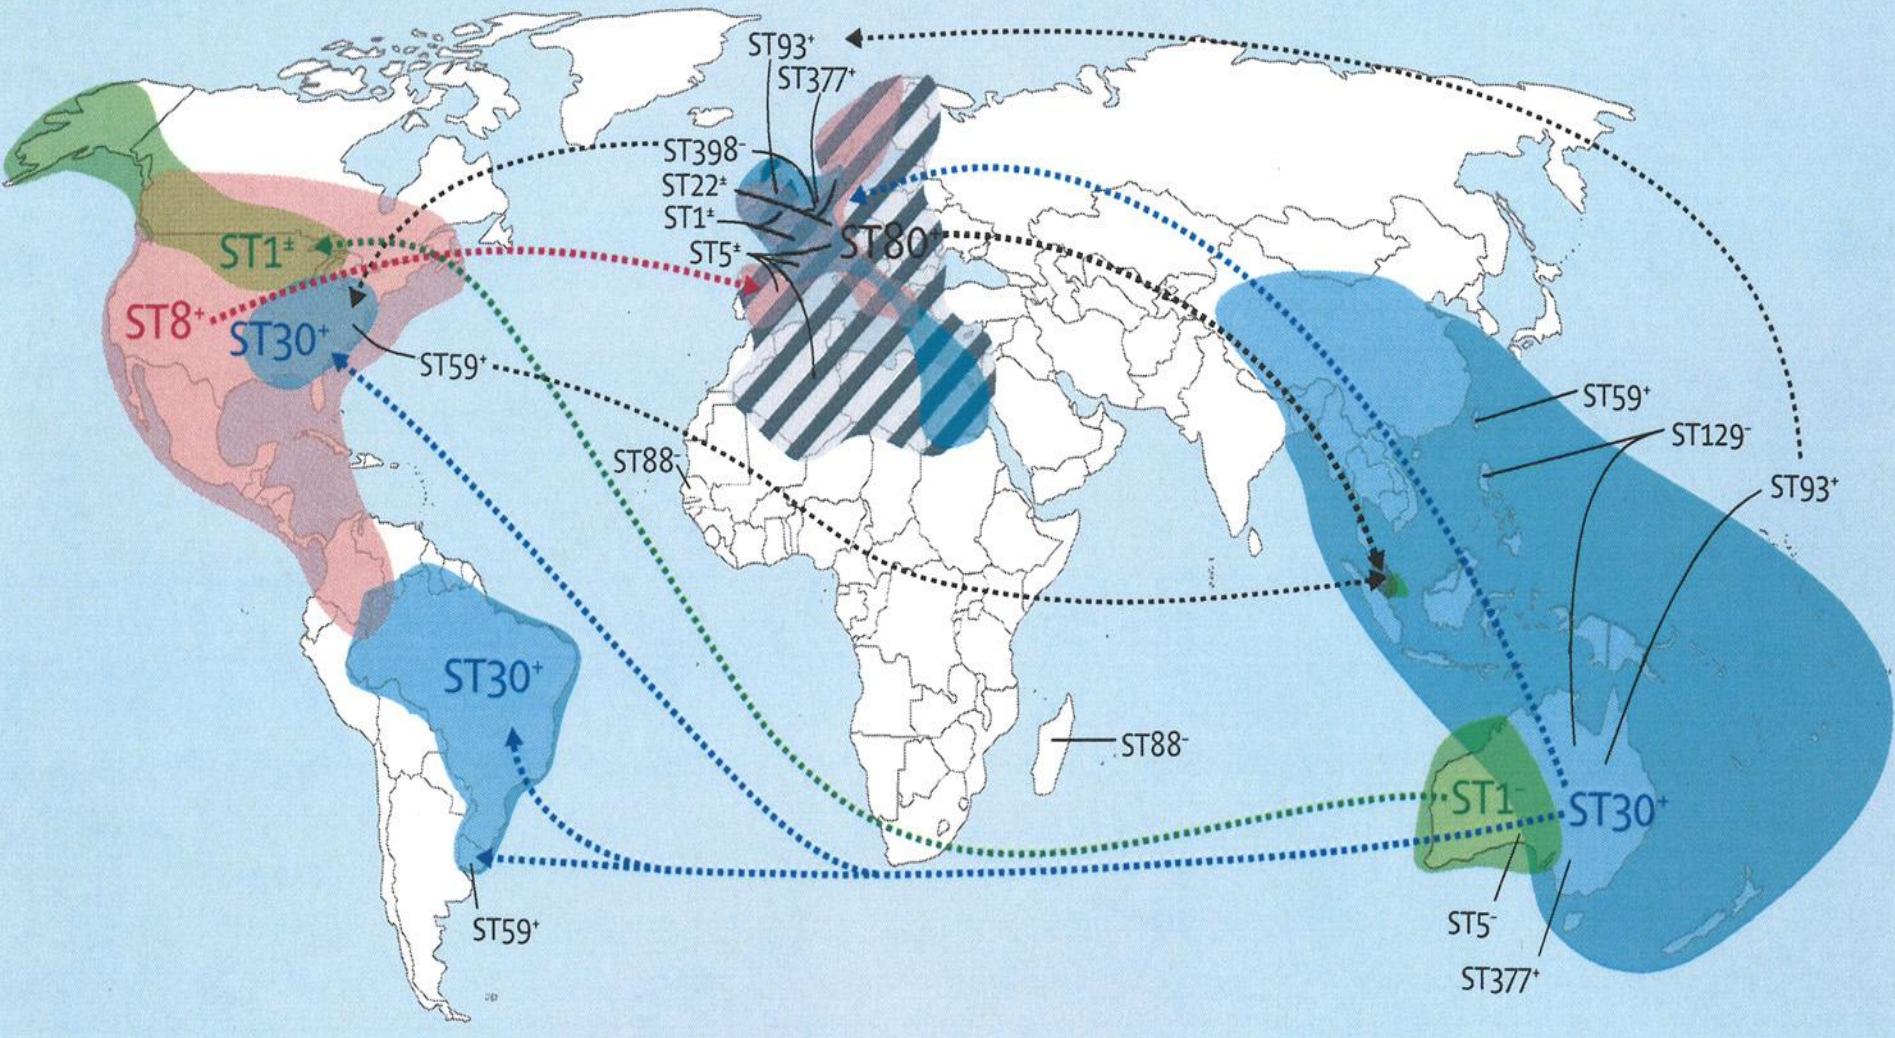 ST93⁺
ST377⁺
ST398⁻
ST22±
ST1±
ST5±
ST80⁺
ST1±
ST8⁺
ST30⁺
ST59⁺
ST59⁺
ST129⁻
ST93⁺
ST88⁻
ST30⁺
ST88⁻
ST1⁻
ST30⁺
ST59⁺
ST5⁻
ST377⁺